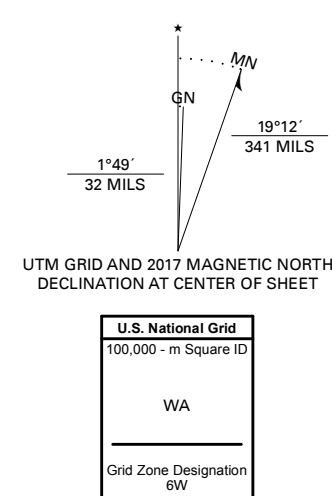 ★
MN
GN
19°12´
341 MILS
1°49´
32 MILS
UTM GRID AND 2017 MAGNETIC NORTH
DECLINATION AT CENTER OF SHEET
U.S. National Grid
100,000 - m Square ID
WA
Grid Zone Designation
6W